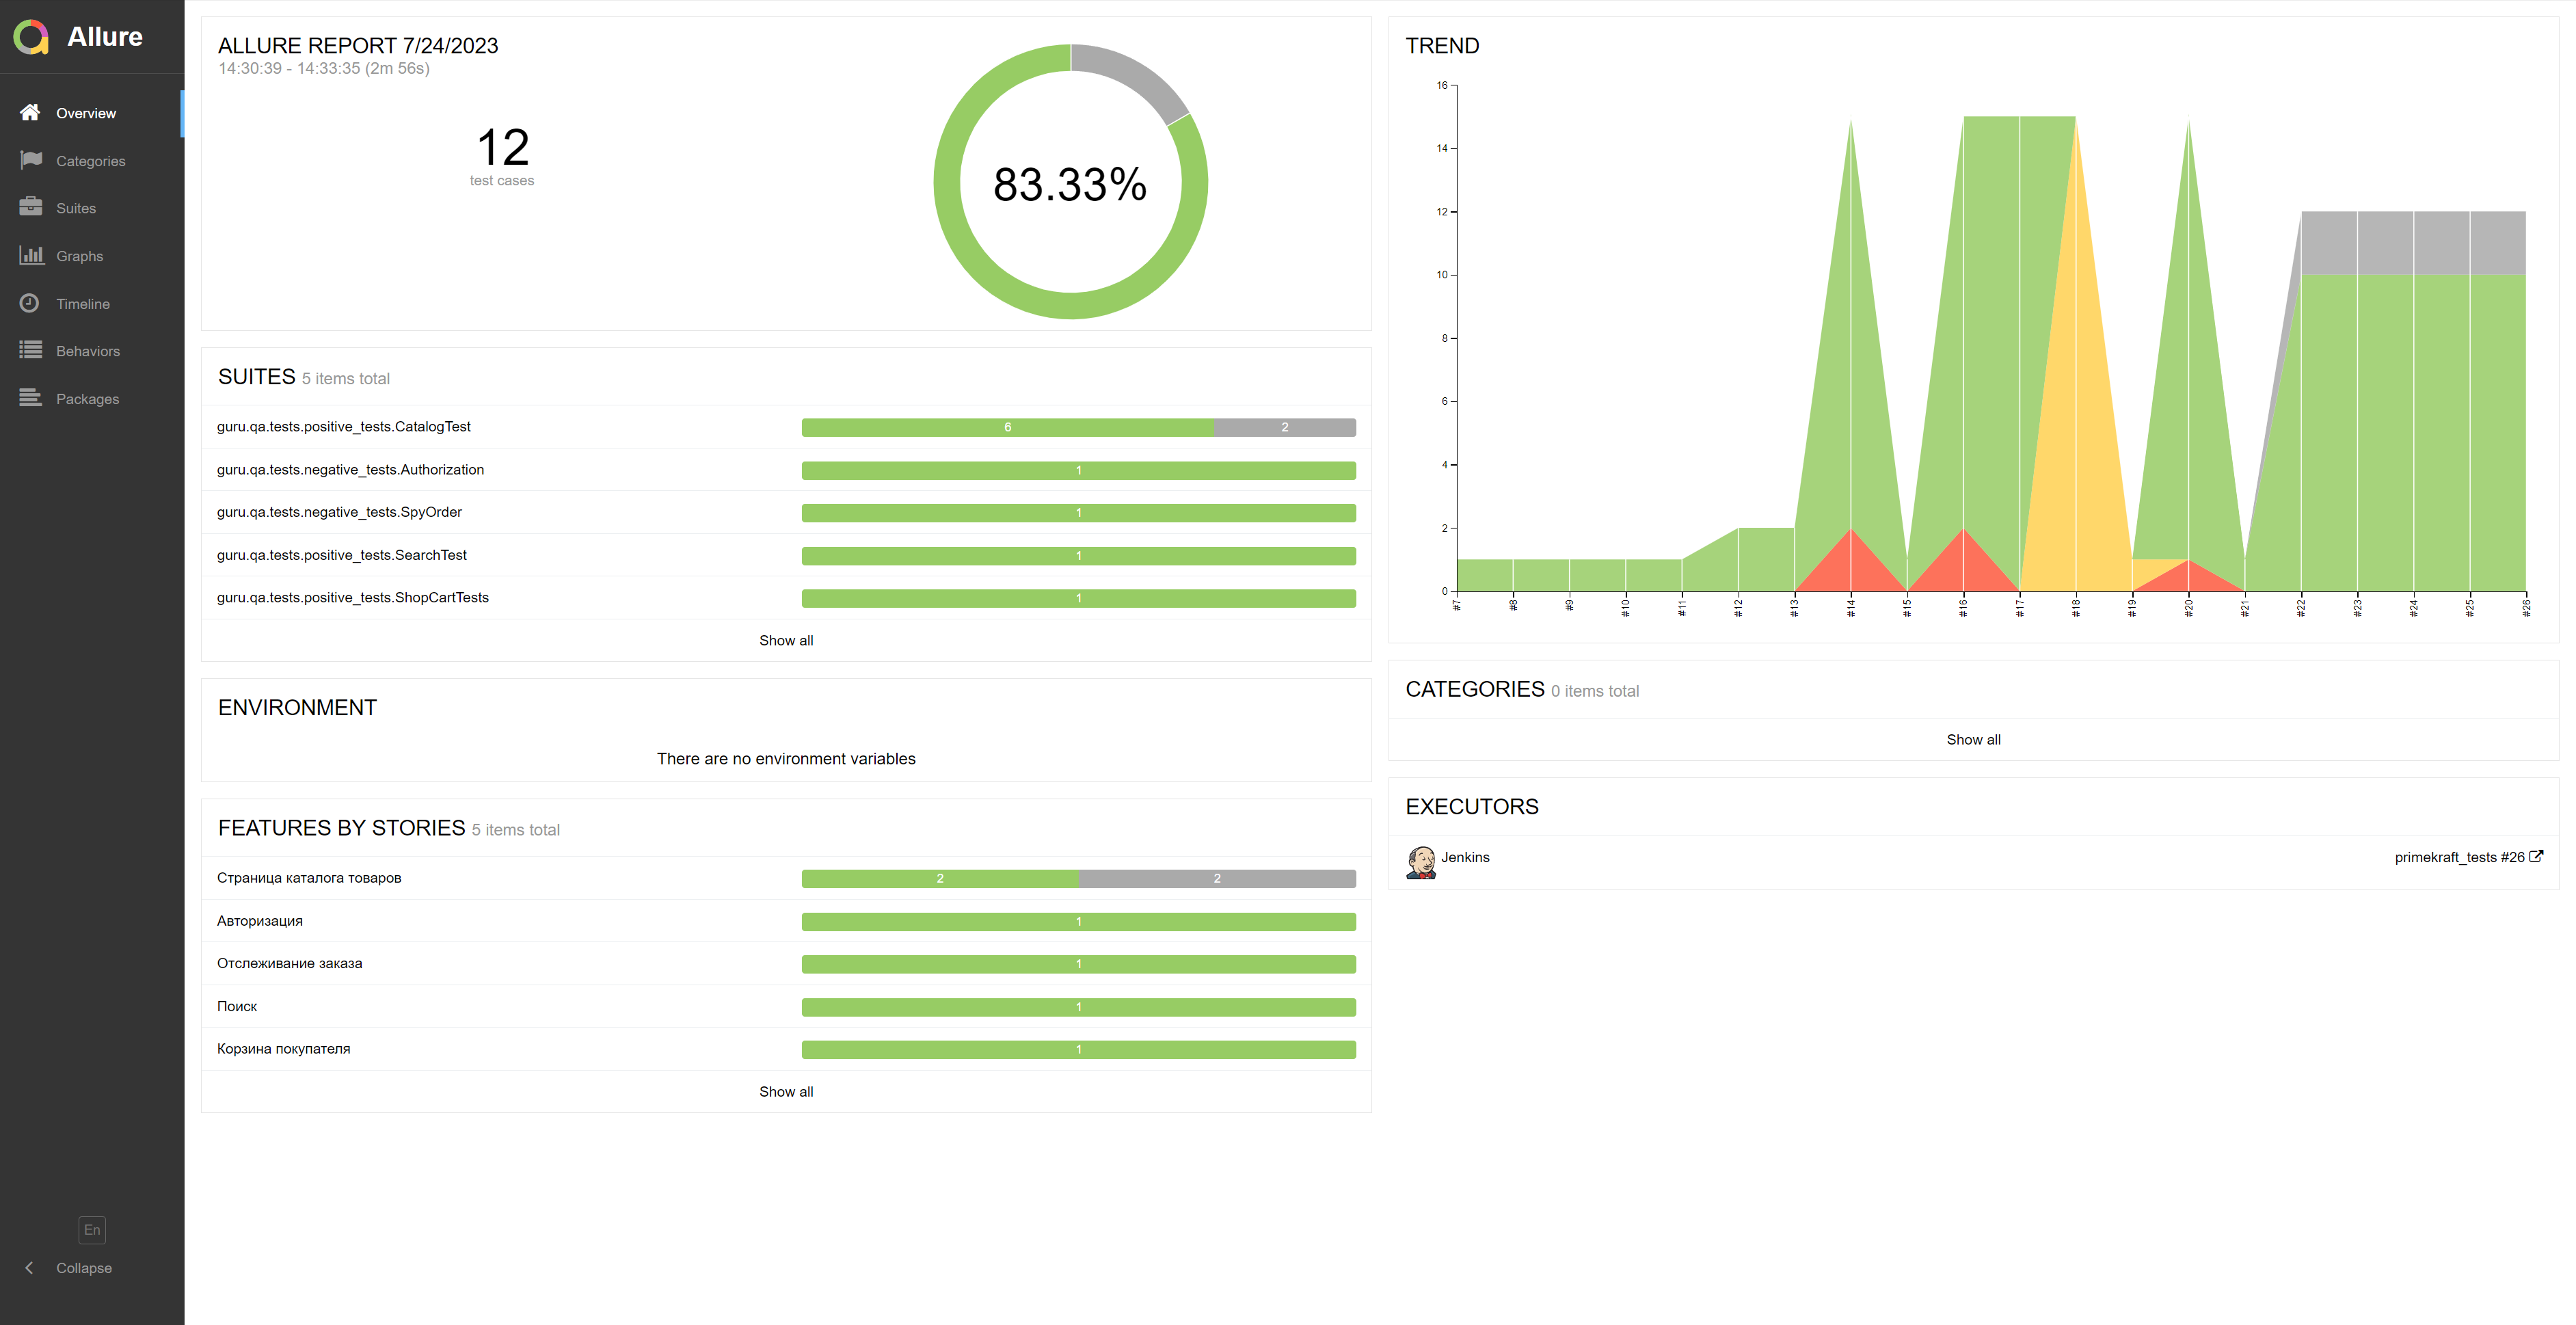 Allure
Overview
Categories
Suites
Graphs
Timeline
Behaviors
Packages
En
Collapse
ALLURE REPORT 7/24/2023
14:30:39 - 14:33:35 (2m 56s)
12
test cases
83.33%
SUITES 5 items total
guru.qa.tests.positive_tests.CatalogTest 6 2
guru.qa.tests.negative_tests.Authorization 1
guru.qa.tests.negative_tests.SpyOrder 1
guru.qa.tests.positive_tests.SearchTest 1
guru.qa.tests.positive_tests.ShopCartTests 1
Show all
ENVIRONMENT
There are no environment variables
FEATURES BY STORIES 5 items total
Страница каталога товаров 2 2
Авторизация 1
Отслеживание заказа 1
Поиск 1
Корзина покупателя 1
Show all
TREND
16
14
12
10
8
6
4
2
0
#7 #8 #9 #10 #11 #12 #13 #14 #15 #16 #17 #18 #19 #20 #21 #22 #23 #24 #25 #26
CATEGORIES 0 items total
Show all
EXECUTORS
Jenkins primekraft_tests #26